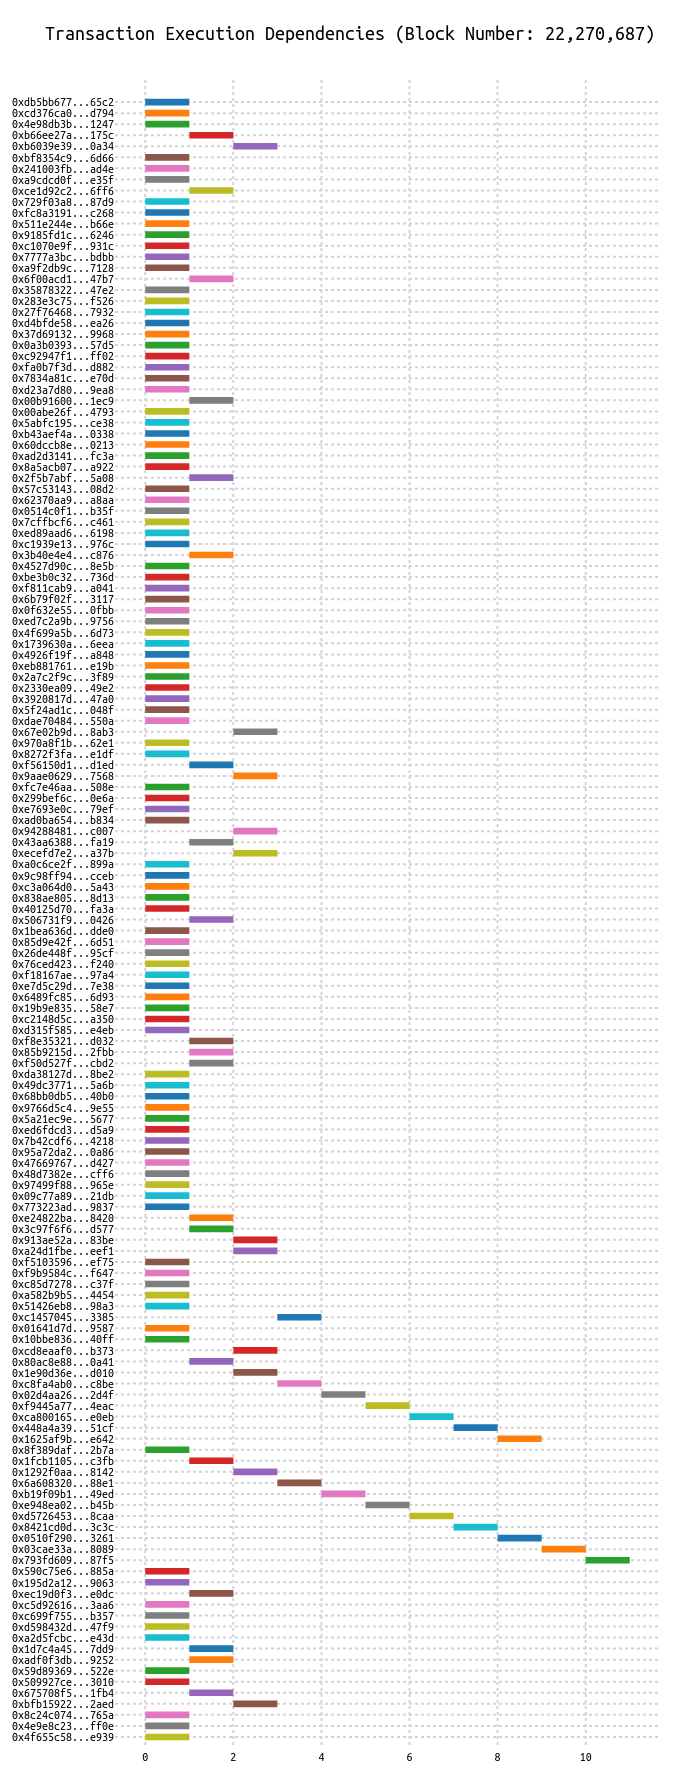 Transaction Execution Dependencies (Block Number: 22,270,687)
0xdb5bb677...65c2
0xcd376ca0...d794
0x4e98db3b...1247
0xb66ee27a...175c
0xb6039e39...0a34
0xbf8354c9...6d66
0x241003fb...ad4e
0xa9cdcd0f...e35f
0xce1d92c2...6ff6
0x729f03a8...87d9
0xfc8a3191...c268
0x511e244e...b66e
0x9185fd1c...6246
0xc1070e9f...931c
0x7777a3bc...bdbb
0xa9f2db9c...7128
0x6f00acd1...47b7
0x35878322...47e2
0x283e3c75...f526
0x27f76468...7932
0xd4bfde58...ea26
0x37d69132...9968
0x0a3b0393...57d5
0xc92947f1...ff02
0xfa0b7f3d...d882
0x7834a81c...e70d
0xd23a7d80...9ea8
0x00b91600...1ec9
0x00abe26f...4793
0x5abfc195...ce38
0xb43aef4a...0338
0x60dccb8e...0213
0xad2d3141...fc3a
0x8a5acb07...a922
0x2f5b7abf...5a08
0x57c53143...08d2
0x62370aa9...a8aa
0x0514c0f1...b35f
0x7cffbcf6...c461
0xed89aad6...6198
0xc1939e13...976c
0x3b40e4e4...c876
0x4527d90c...8e5b
0xbe3b0c32...736d
0xf811cab9...a041
0x6b79f02f...3117
0x0f632e55...0fbb
0xed7c2a9b...9756
0x4f699a5b...6d73
0x1739630a...6eea
0x4926f19f...a848
0xeb881761...e19b
0x2a7c2f9c...3f89
0x2330ea09...49e2
0x3920817d...47a0
0x5f24ad1c...048f
0xdae70484...550a
0x67e02b9d...8ab3
0x970a8f1b...62e1
0x8272f3fa...e1df
0xf56150d1...d1ed
0x9aae0629...7568
0xfc7e46aa...508e
0x299bef6c...0e6a
0xe7693e0c...79ef
0xad0ba654...b834
0x94288481...c007
0x43aa6388...fa19
0xecefd7e2...a37b
0xa0c6ce2f...899a
0x9c98ff94...cceb
0xc3a064d0...5a43
0x838ae805...8d13
0x40125d70...fa3a
0x506731f9...0426
0x1bea636d...dde0
0x85d9e42f...6d51
0x26de448f...95cf
0x76ced423...f240
0xf18167ae...97a4
0xe7d5c29d...7e38
0x6489fc85...6d93
0x19b9e835...58e7
0xc2148d5c...a350
0xd315f585...e4eb
0xf8e35321...d032
0x85b9215d...2fbb
0xf50d527f...cbd2
0xda38127d...8be2
0x49dc3771...5a6b
0x68bb0db5...40b0
0x9766d5c4...9e55
0x5a21ec9e...5677
0xed6fdcd3...d5a9
0x7b42cdf6...4218
0x95a72da2...0a86
0x47669767...d427
0x48d7382e...cff6
0x97499f88...965e
0x09c77a89...21db
0x773223ad...9837
0xe24822ba...8420
0x3c97f6f6...d577
0x913ae52a...83be
0xa24d1fbe...eef1
0xf5103596...ef75
0xf9b9584c...f647
0xc85d7278...c37f
0xa582b9b5...4454
0x51426eb8...98a3
0xc1457045...3385
0x01641d7d...9587
0x10bbe836...40ff
0xcd8eaaf0...b373
0x80ac8e88...0a41
0x1e90d36e...d010
0xc8fa4ab0...c8be
0x02d4aa26...2d4f
0xf9445a77...4eac
0xca800165...e0eb
0x448a4a39...51cf
0x1625af9b...e642
0x8f389daf...2b7a
0x1fcb1105...c3fb
0x1292f0aa...8142
0x6a608320...88e1
0xb19f09b1...49ed
0xe948ea02...b45b
0xd5726453...8caa
0x8421cd0d...3c3c
0x0510f290...3261
0x03cae33a...8089
0x793fd609...87f5
0x590c75e6...885a
0x195d2a12...9063
0xec19d0f3...e0dc
0xc5d92616...3aa6
0xc699f755...b357
0xd598432d...47f9
0xa2d5fcbc...e43d
0x1d7c4a45...7dd9
0xadf0f3db...9252
0x59d89369...522e
0x509927ce...3010
0x675708f5...1fb4
0xbfb15922...2aed
0x8c24c074...765a
0x4e9e8c23...ff0e
0x4f655c58...e939
0 2 4 6 8 10